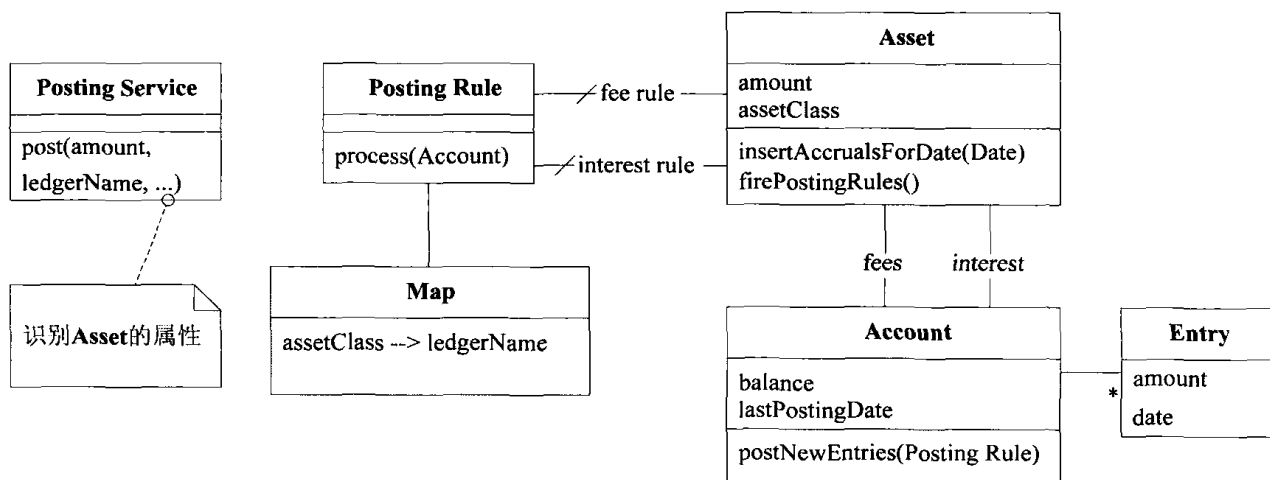 Posting Service
post(amount,
ledgerName, ...)
识别Asset的属性
Posting Rule
process(Account)
fee rule
interest rule
Map
assetClass --> ledgerName
Asset
amount
assetClass
insertAccrualsForDate(Date)
firePostingRules()
fees
interest
Account
balance
lastPostingDate
postNewEntries(Posting Rule)
*
Entry
amount
date